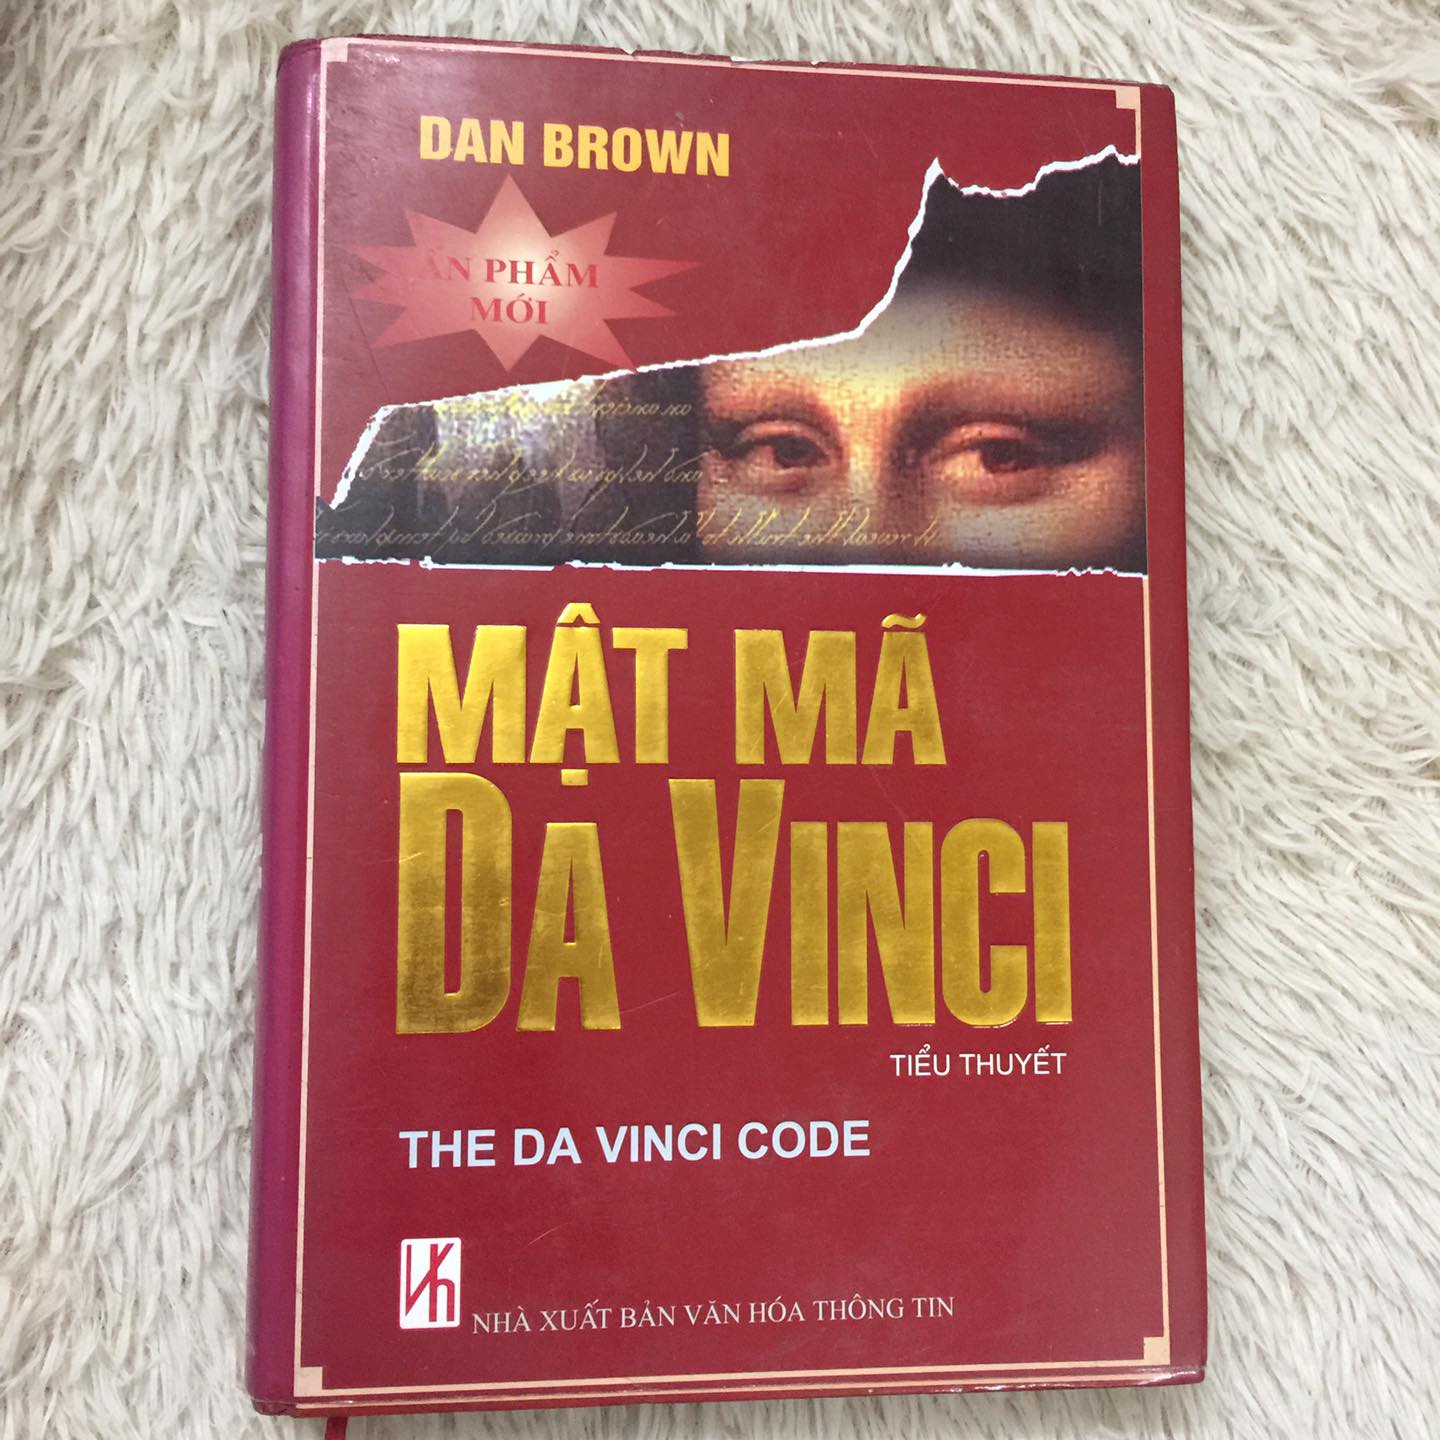 DAN BROWN
ẤN PHẨM
MỚI
MẬT MÃ
DA VINCI
TIỂU THUYẾT
THE DA VINCI CODE
NHÀ XUẤT BẢN VĂN HÓA THÔNG TIN